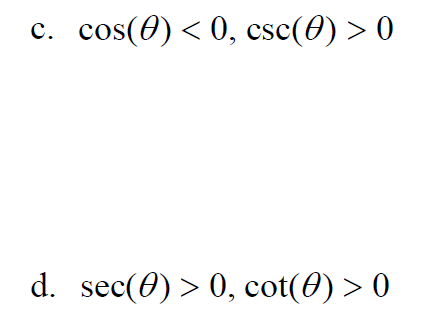 c. cos(θ) < 0, csc(θ) > 0
d. sec(θ) > 0, cot(θ) > 0